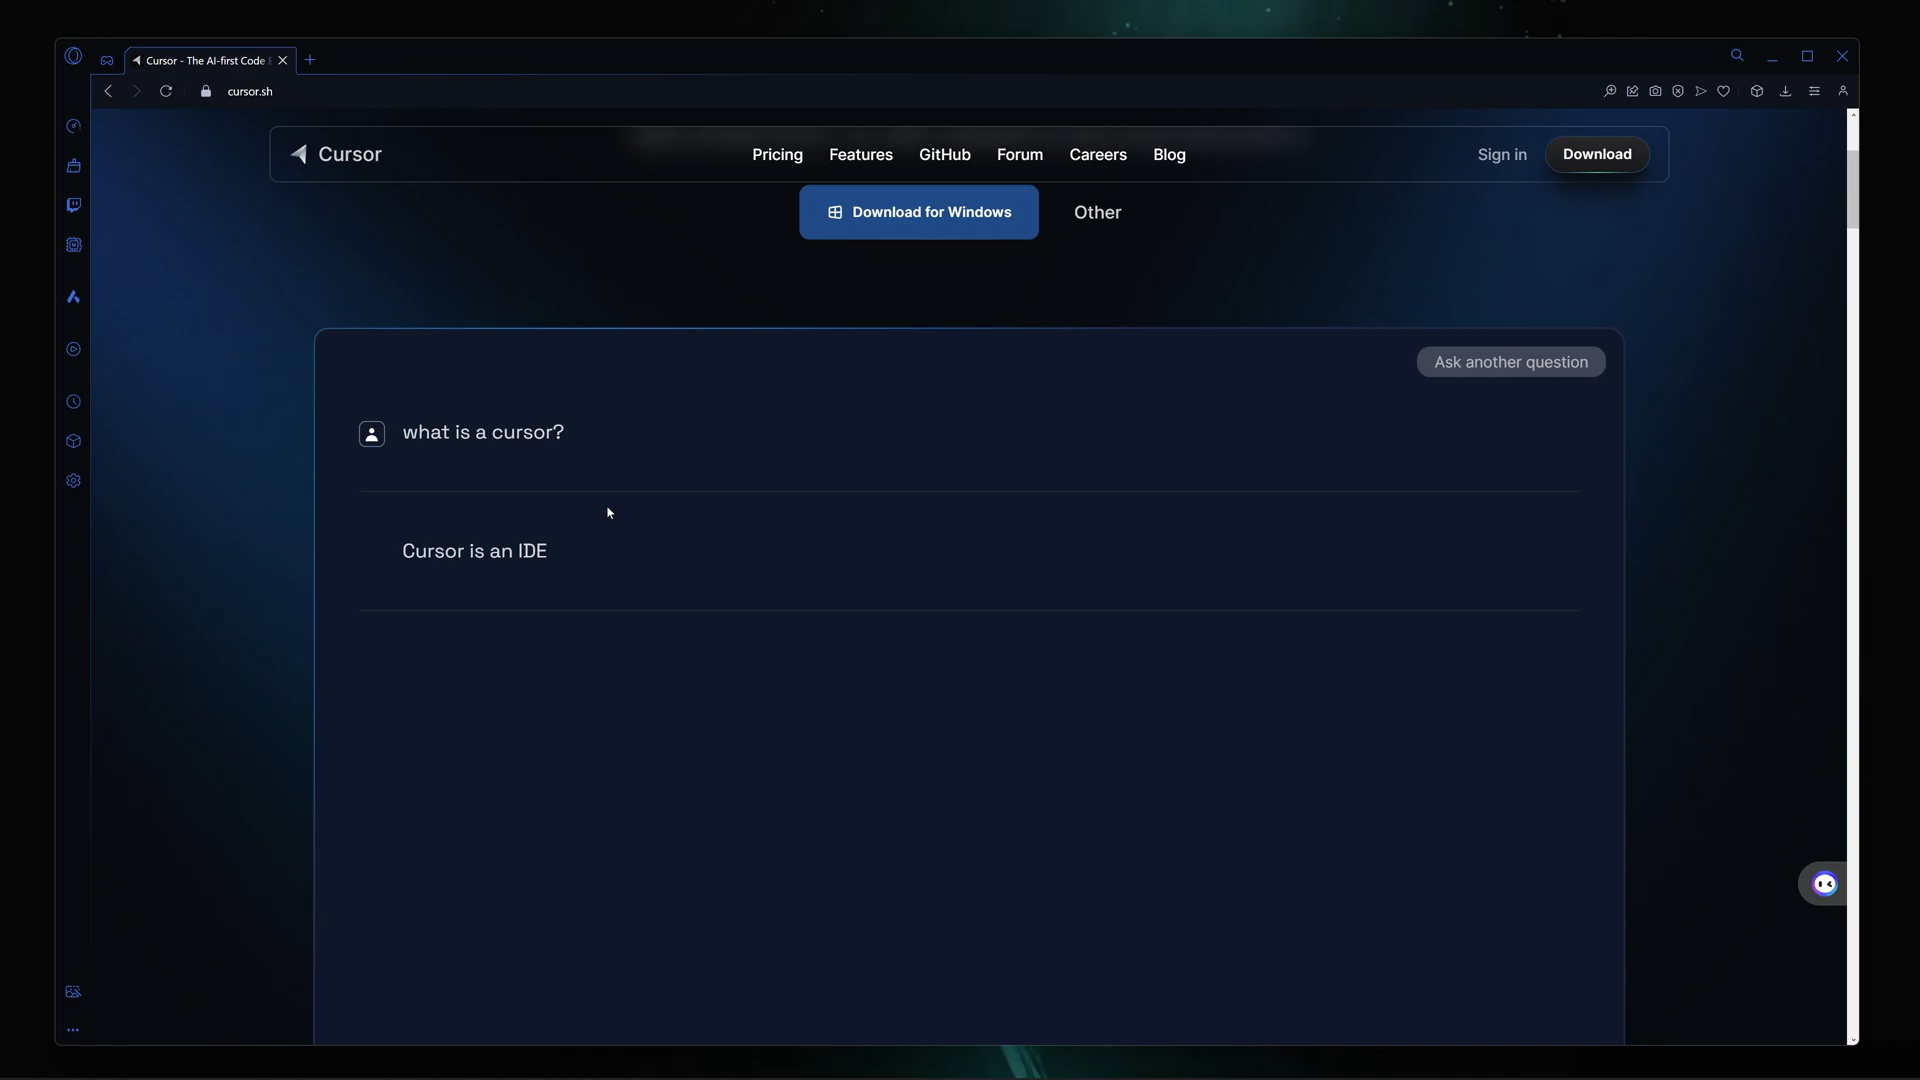 Cursor - The AI-first Code E
cursor.sh
Cursor
Pricing Features GitHub Forum Careers Blog
Sign in Download
Download for Windows Other
Ask another question
what is a cursor?
Cursor is an IDE